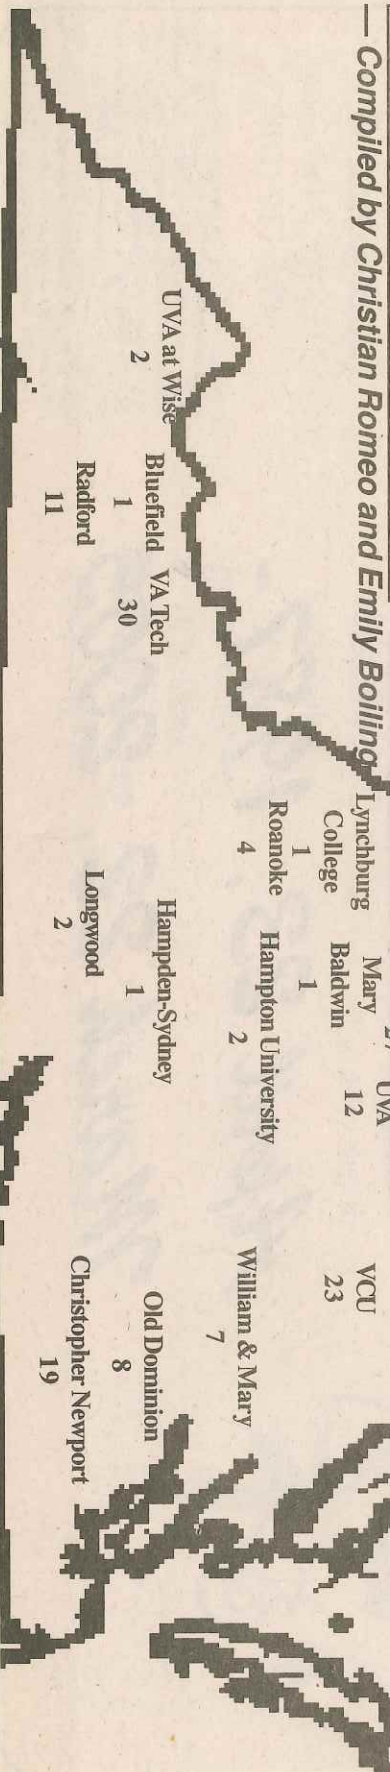 — Compiled by Christian Romeo and Emily Boiling
UVA
12
VCU
23
Lynchburg
College
1
Mary
Baldwin
1
Roanoke
4
Hampton University
2
William & Mary
7
UVA at Wise
2
Bluefield
1
VA Tech
30
Hampden-Sydney
1
Old Dominion
8
Radford
11
Longwood
2
Christopher Newport
19